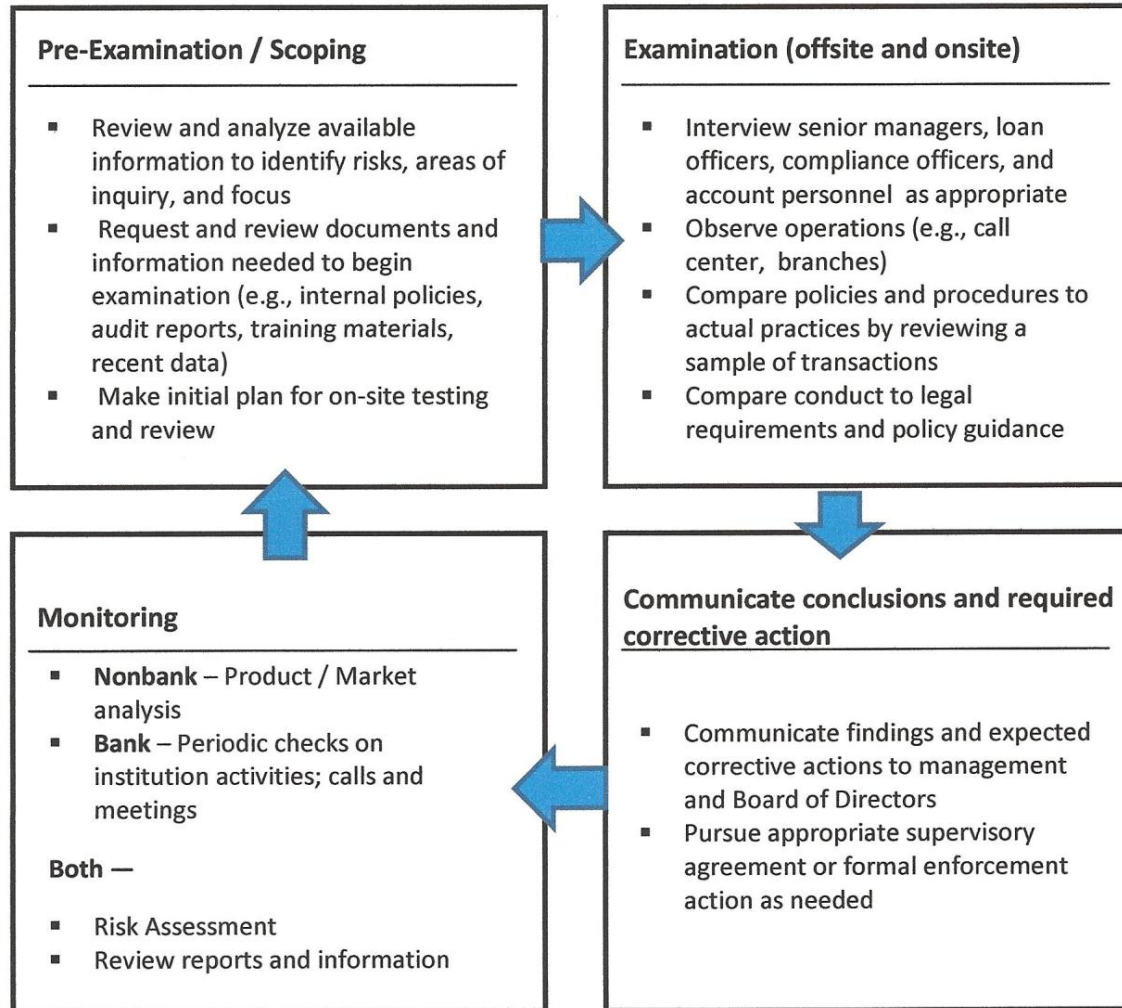 Pre-Examination / Scoping
▪ Review and analyze available
information to identify risks, areas of
inquiry, and focus
▪ Request and review documents and
information needed to begin
examination (e.g., internal policies,
audit reports, training materials,
recent data)
▪ Make initial plan for on-site testing
and review
Examination (offsite and onsite)
▪ Interview senior managers, loan
officers, compliance officers, and
account personnel as appropriate
▪ Observe operations (e.g., call
center, branches)
▪ Compare policies and procedures to
actual practices by reviewing a
sample of transactions
▪ Compare conduct to legal
requirements and policy guidance
Communicate conclusions and required
corrective action
▪ Communicate findings and expected
corrective actions to management
and Board of Directors
▪ Pursue appropriate supervisory
agreement or formal enforcement
action as needed
Monitoring
▪ Nonbank – Product / Market
analysis
▪ Bank – Periodic checks on
institution activities; calls and
meetings
Both —
▪ Risk Assessment
▪ Review reports and information